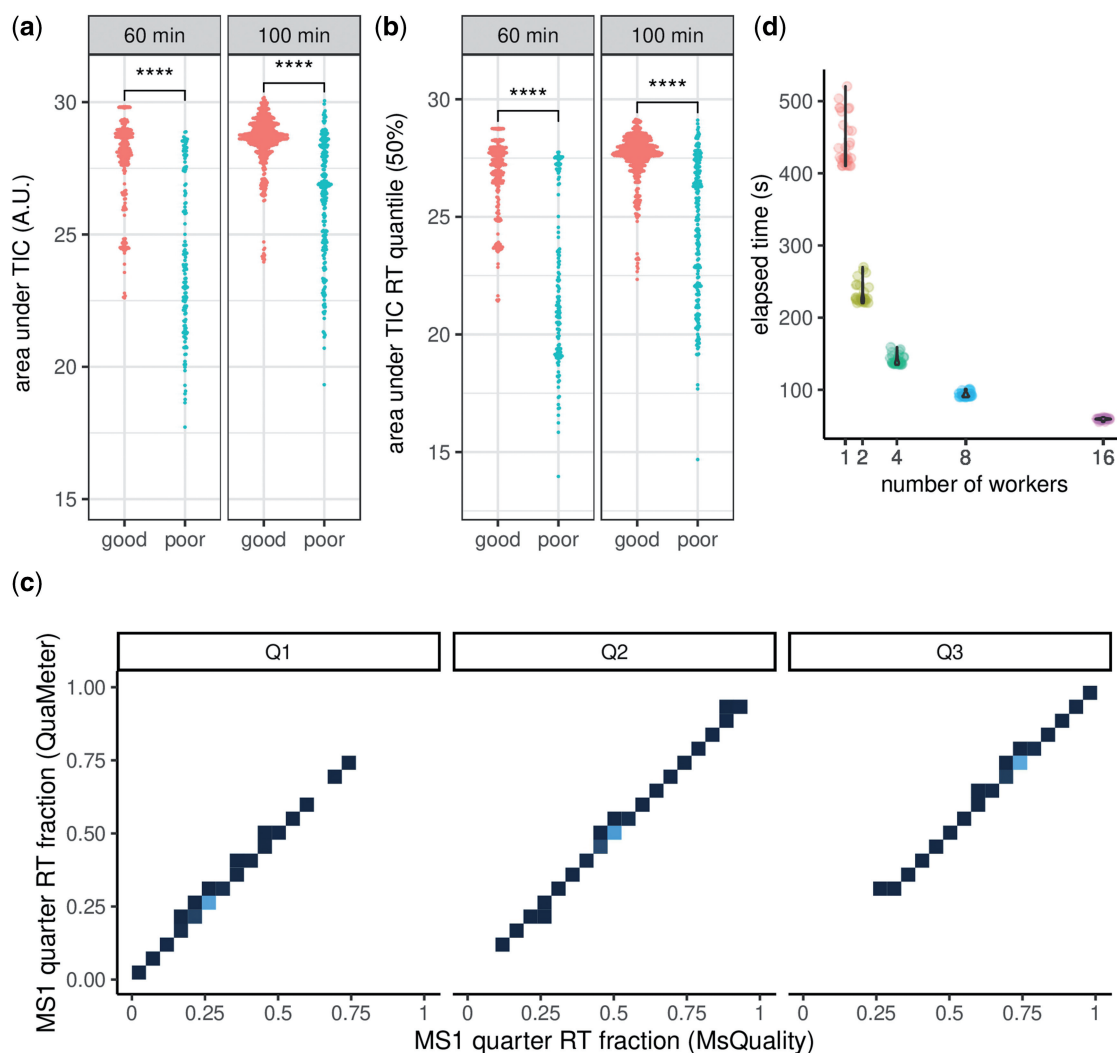 (a)
60 min
100 min
area under TIC (A.U.)
30
25
20
15
****
****
good
poor
good
poor
(b)
60 min
100 min
area under TIC RT quantile (50%)
30
25
20
15
****
****
good
poor
good
poor
(d)
elapsed time (s)
500
400
300
200
100
1
2
4
8
16
number of workers
(c)
Q1
Q2
Q3
MS1 quarter RT fraction (QuaMeter)
1.00
0.75
0.50
0.25
0.00
0
0.25
0.5
0.75
1
0
0.25
0.5
0.75
1
0
0.25
0.5
0.75
1
MS1 quarter RT fraction (MsQuality)